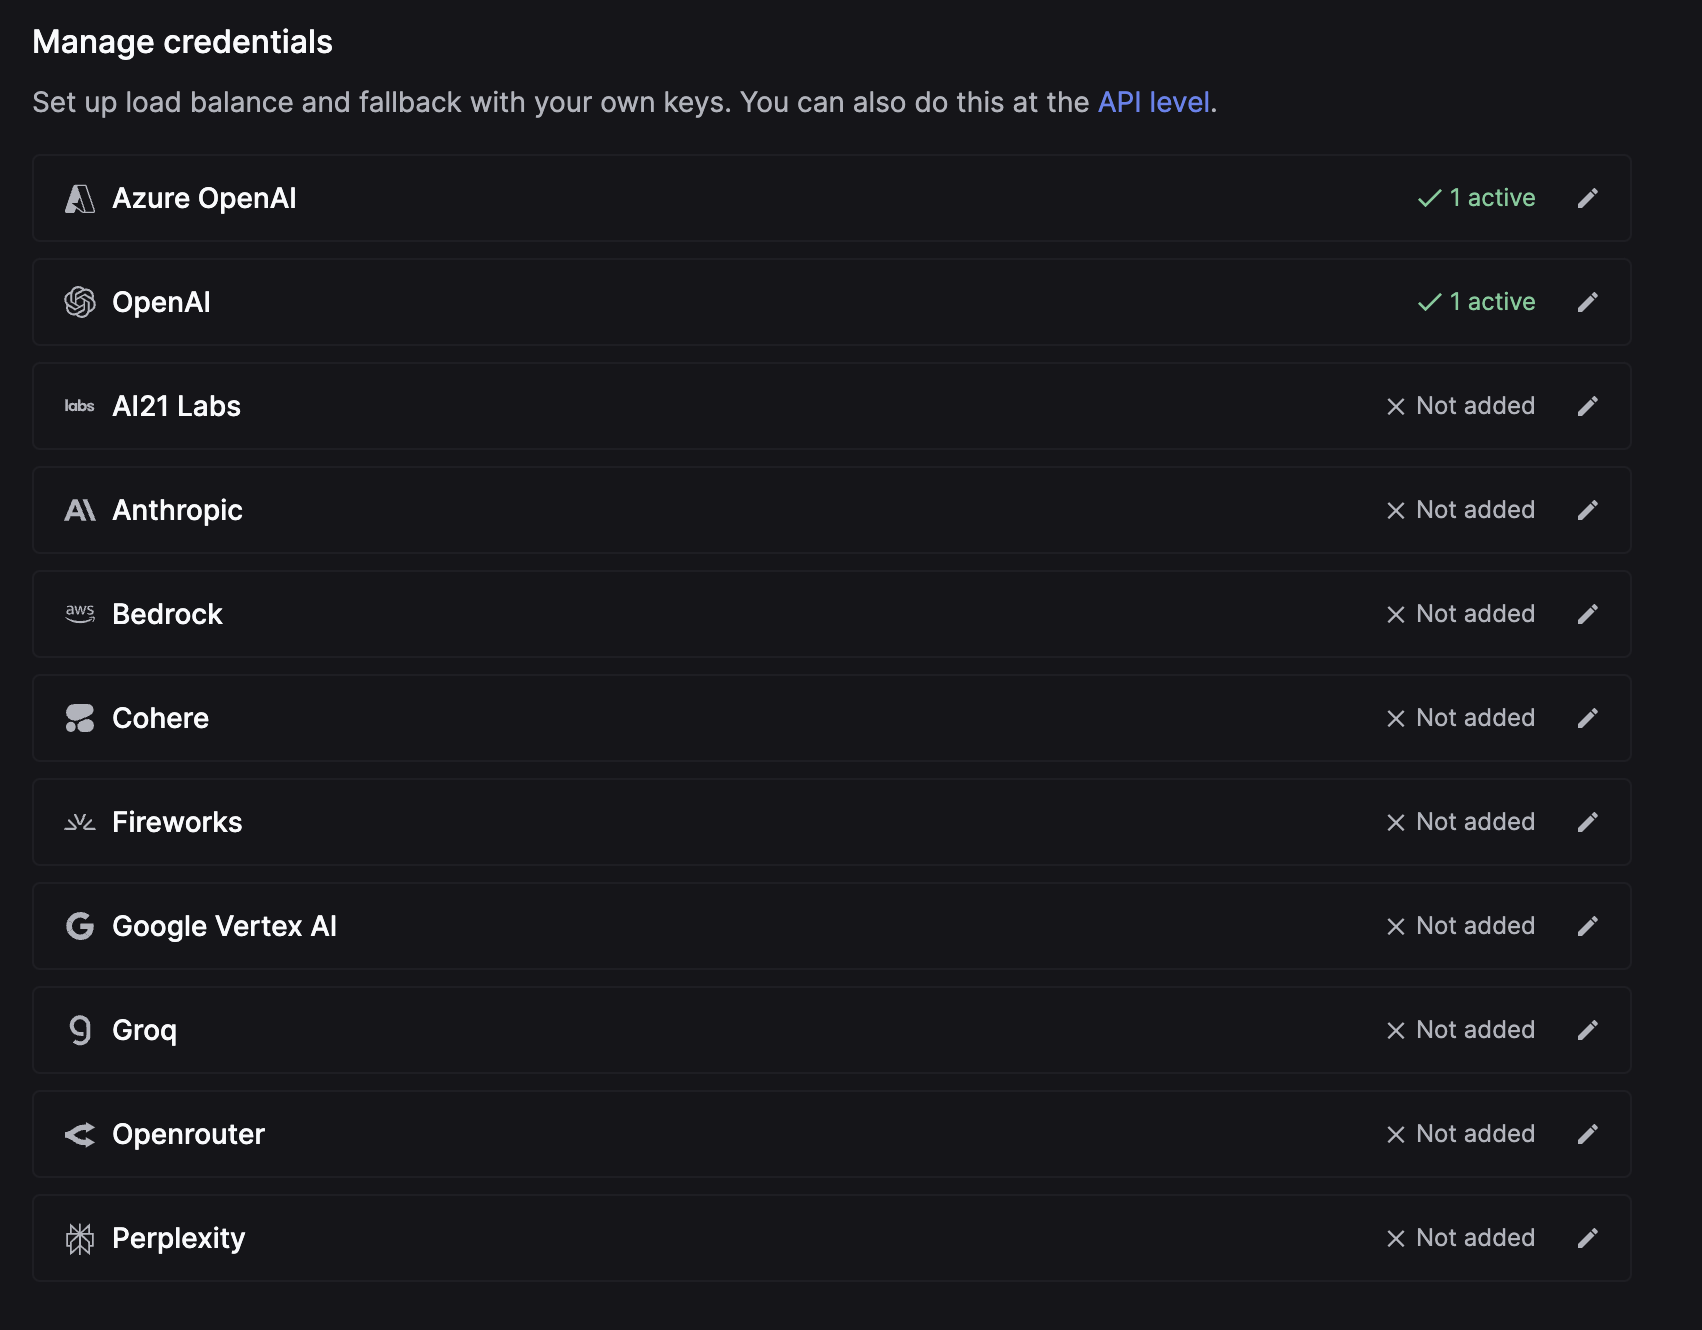 Manage credentials
Set up load balance and fallback with your own keys. You can also do this at the API level.
Azure OpenAI 1 active
OpenAI 1 active
labs AI21 Labs Not added
Anthropic Not added
aws Bedrock Not added
Cohere Not added
Fireworks Not added
Google Vertex AI Not added
Groq Not added
Openrouter Not added
Perplexity Not added